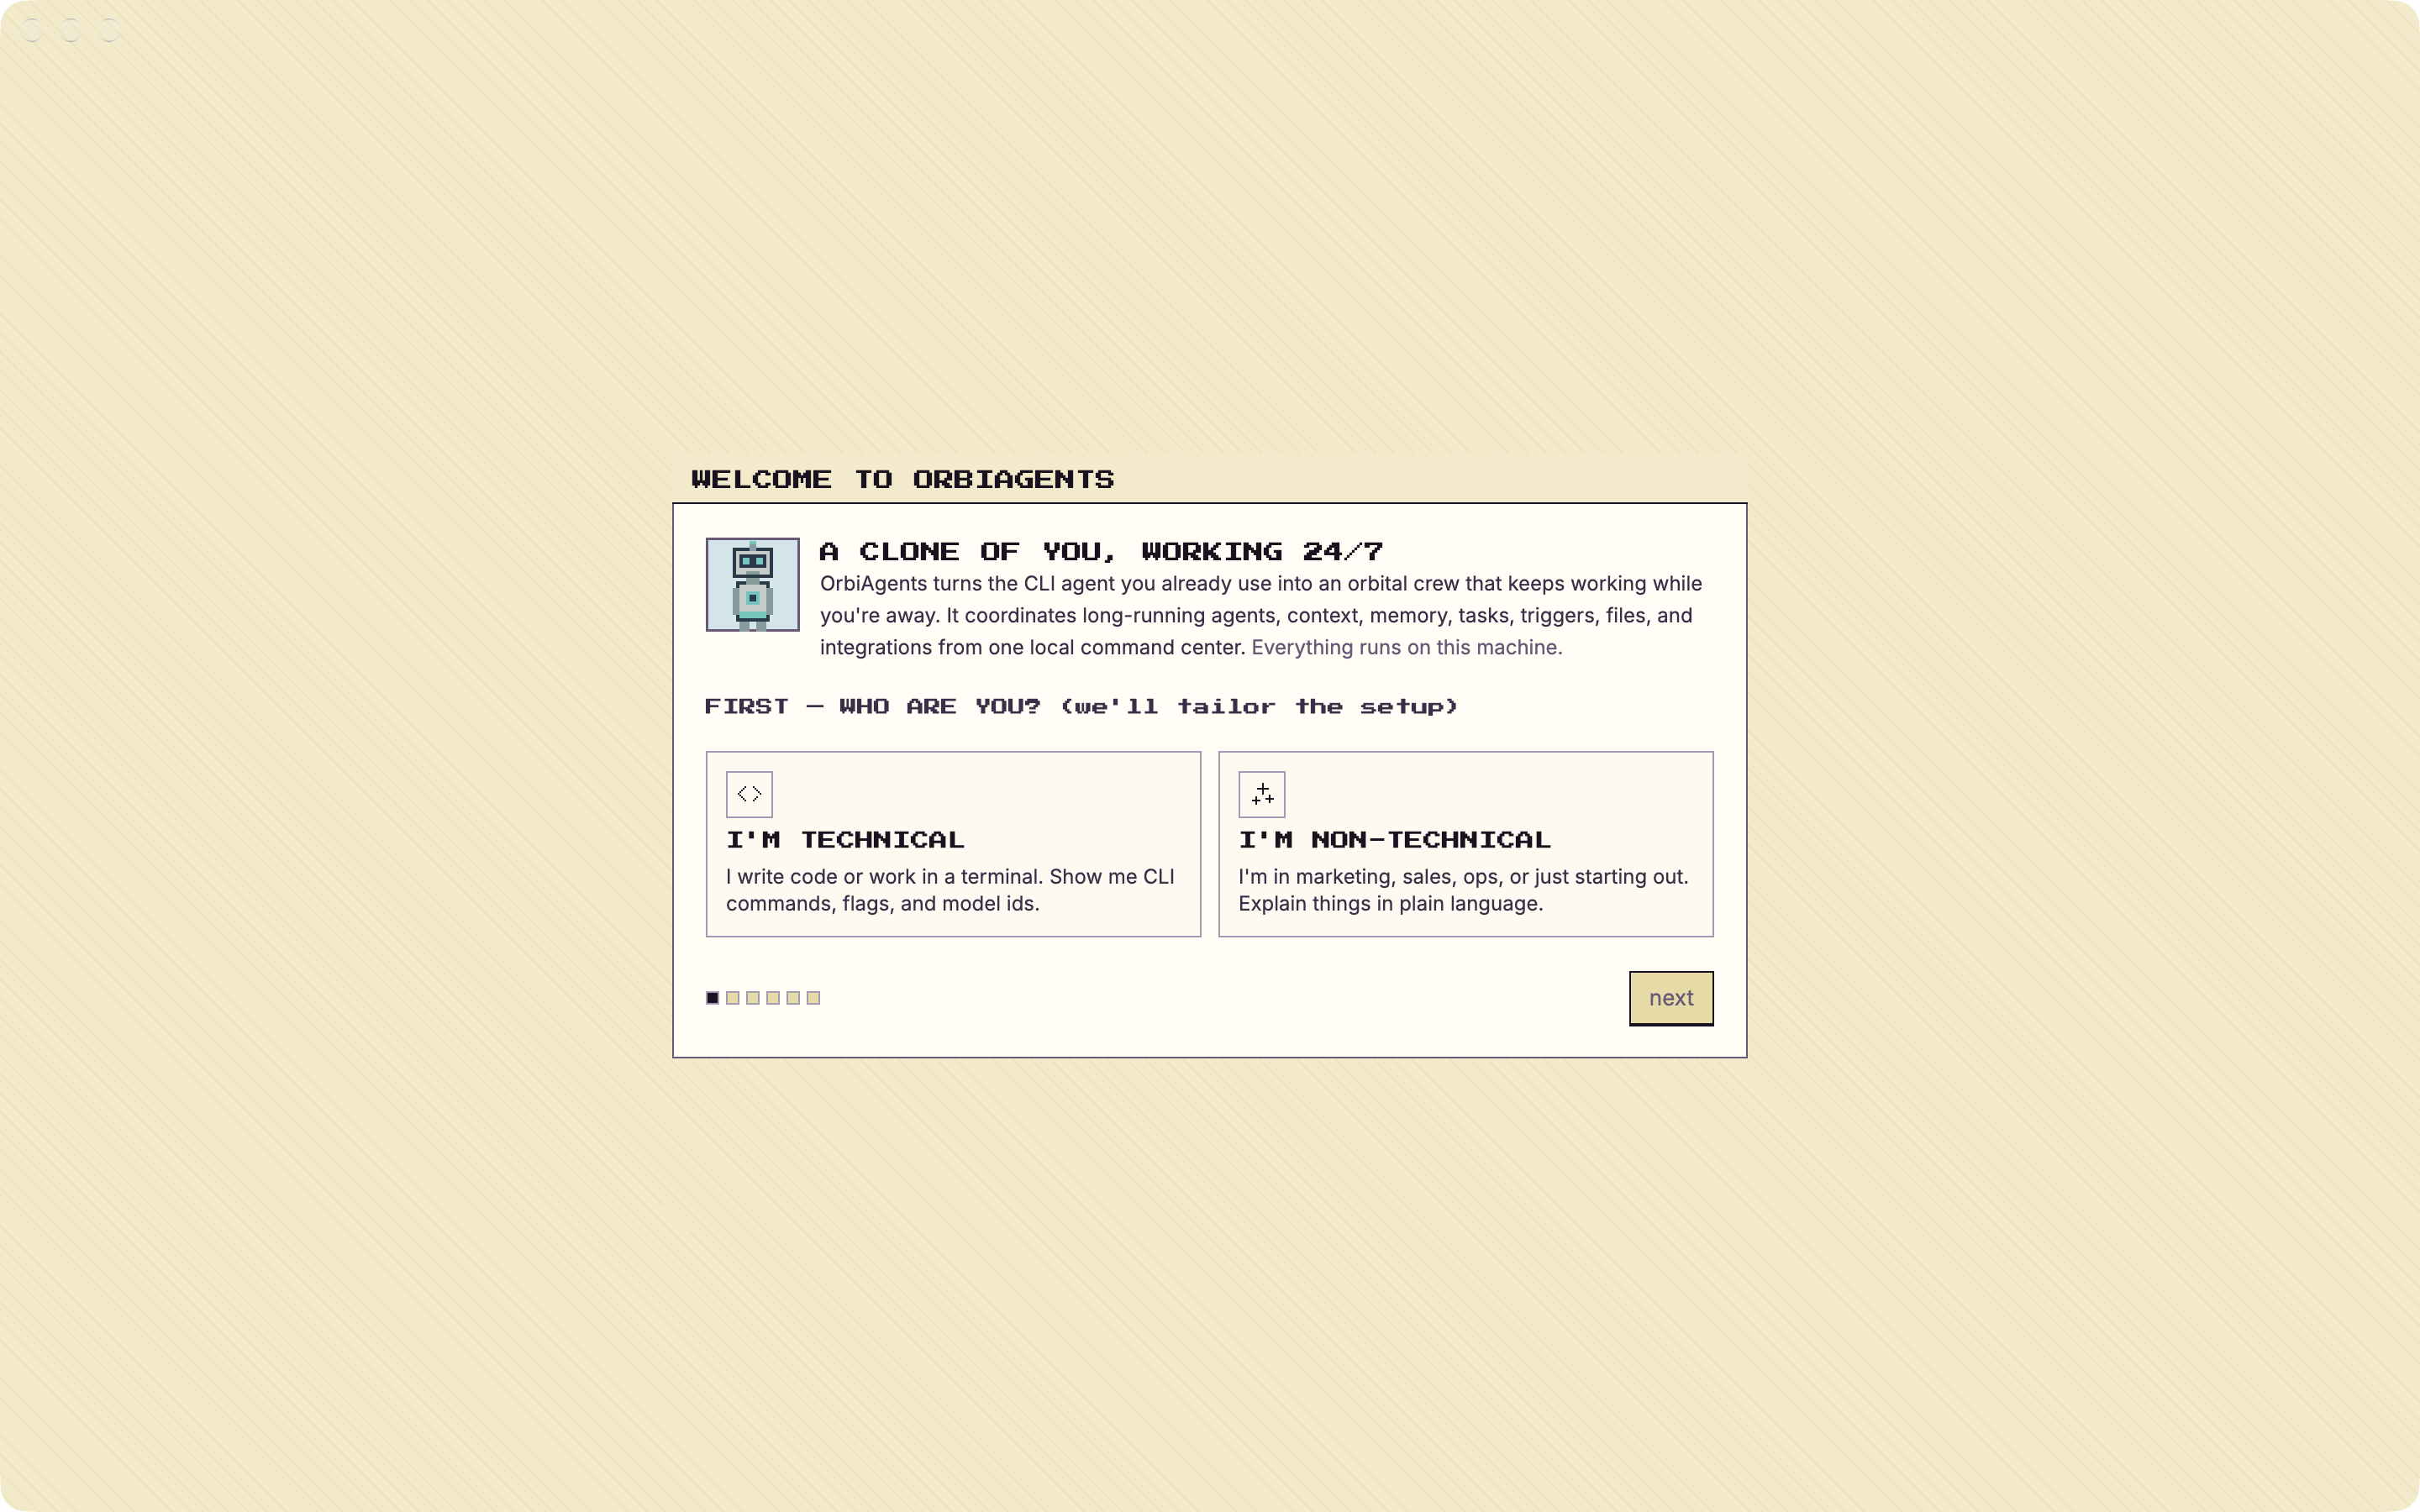 WELCOME TO ORBIAGENTS
A CLONE OF YOU, WORKING 24/7
OrbiAgents turns the CLI agent you already use into an orbital crew that keeps working while
you're away. It coordinates long-running agents, context, memory, tasks, triggers, files, and
integrations from one local command center. Everything runs on this machine.
FIRST — WHO ARE YOU? (we'll tailor the setup)
I'M TECHNICAL
I write code or work in a terminal. Show me CLI
commands, flags, and model ids.
I'M NON-TECHNICAL
I'm in marketing, sales, ops, or just starting out.
Explain things in plain language.
next